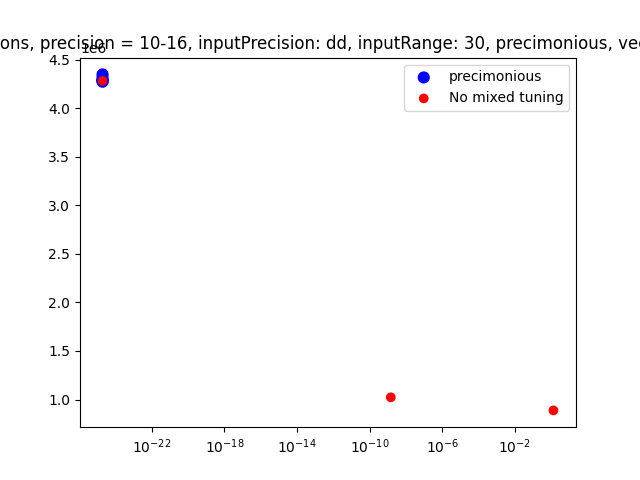 ons, precision = 10-16, inputPrecision: dd, inputRange: 30, precimonious, vec
1e6
4.5
4.0
3.5
3.0
2.5
2.0
1.5
1.0
precimonious
No mixed tuning
10⁻²² 10⁻¹⁸ 10⁻¹⁴ 10⁻¹⁰ 10⁻⁶ 10⁻²